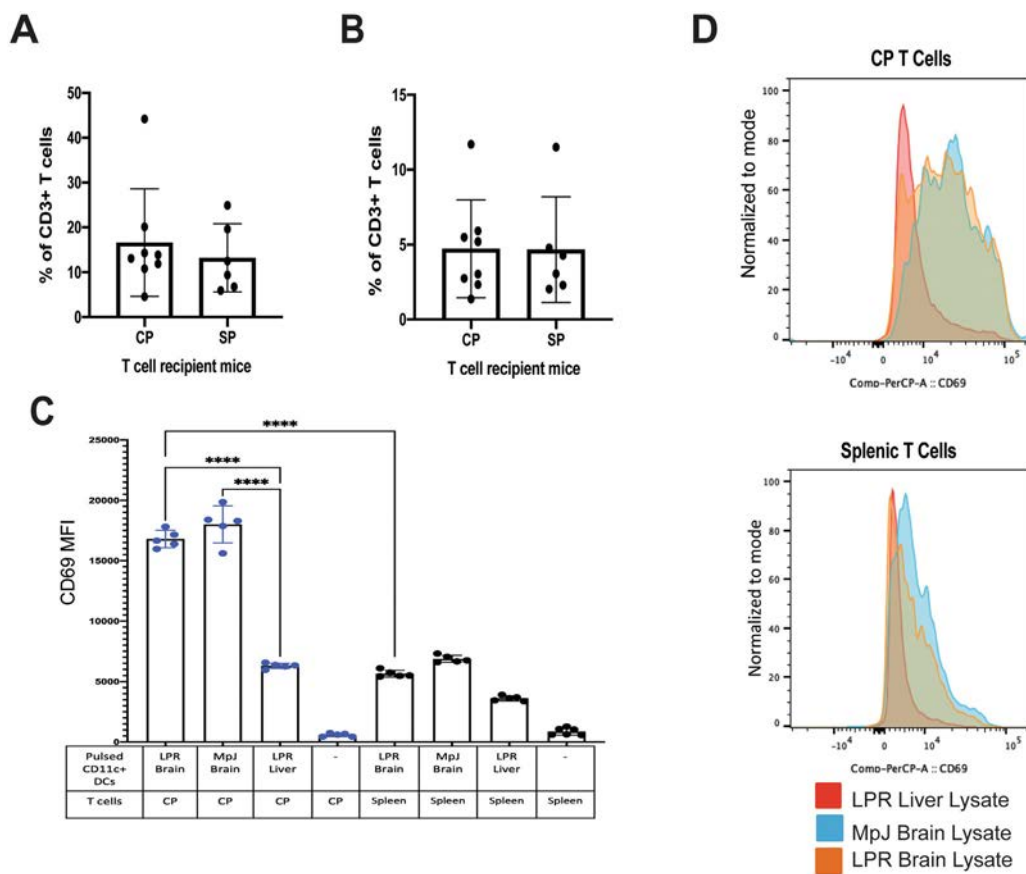 A
% of CD3+ T cells
50
40
30
20
10
0
CP SP
T cell recipient mice
B
% of CD3+ T cells
15
10
5
0
CP SP
T cell recipient mice
C
CD69 MFI
25000
20000
15000
10000
5000
0
****
****
****
Pulsed CD11c+ DCs LPR Brain MpJ Brain LPR Liver - LPR Brain MpJ Brain LPR Liver -
T cells CP CP CP CP Spleen Spleen Spleen Spleen
D
CP T Cells
Normalized to mode
100
80
60
40
20
0
-10^4 0 10^4 10^5
Comp-PerCP-A :: CD69
Splenic T Cells
Normalized to mode
100
80
60
40
20
0
-10^4 0 10^4 10^5
Comp-PerCP-A :: CD69
LPR Liver Lysate
MpJ Brain Lysate
LPR Brain Lysate